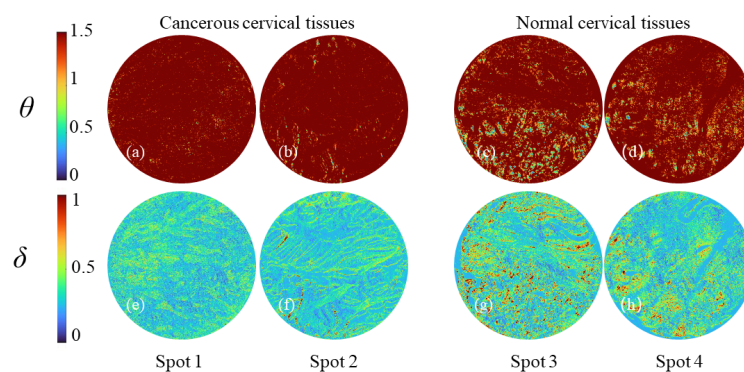 Cancerous cervical tissues
Normal cervical tissues
θ
1.5
1
0.5
0
(a)
(b)
(c)
(d)
δ
1
0.5
0
(e)
(f)
(g)
(h)
Spot 1
Spot 2
Spot 3
Spot 4